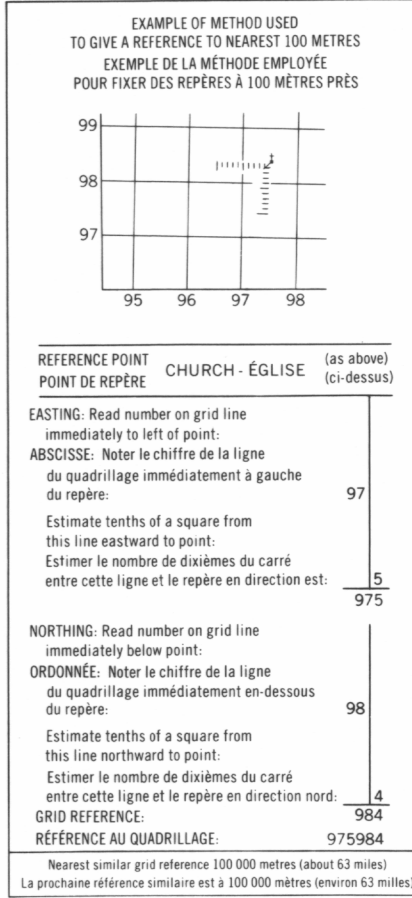 EXAMPLE OF METHOD USED
TO GIVE A REFERENCE TO NEAREST 100 METRES
EXEMPLE DE LA MÉTHODE EMPLOYÉE
POUR FIXER DES REPÈRES À 100 MÈTRES PRÈS
99
98
97
95 96 97 98
REFERENCE POINT
POINT DE REPÈRE
CHURCH - ÉGLISE
(as above)
(ci-dessus)
EASTING: Read number on grid line
immediately to left of point:
ABSCISSE: Noter le chiffre de la ligne
du quadrillage immédiatement à gauche
du repère: 97
Estimate tenths of a square from
this line eastward to point:
Estimer le nombre de dixièmes du carré
entre cette ligne et le repère en direction est: 5
975
NORTHING: Read number on grid line
immediately below point:
ORDONNÉE: Noter le chiffre de la ligne
du quadrillage immédiatement en-dessous
du repère: 98
Estimate tenths of a square from
this line northward to point:
Estimer le nombre de dixièmes du carré
entre cette ligne et le repère en direction nord: 4
GRID REFERENCE: 984
RÉFÉRENCE AU QUADRILLAGE: 975984
Nearest similar grid reference 100 000 metres (about 63 miles)
La prochaine référence similaire est à 100 000 mètres (environ 63 milles)